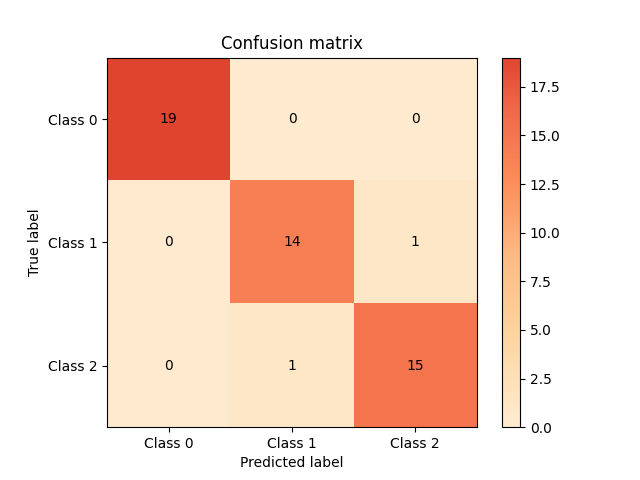 Confusion matrix
Class 0 19 0 0
Class 1 0 14 1
Class 2 0 1 15
Class 0 Class 1 Class 2
Predicted label
True label
17.5
15.0
12.5
10.0
7.5
5.0
2.5
0.0